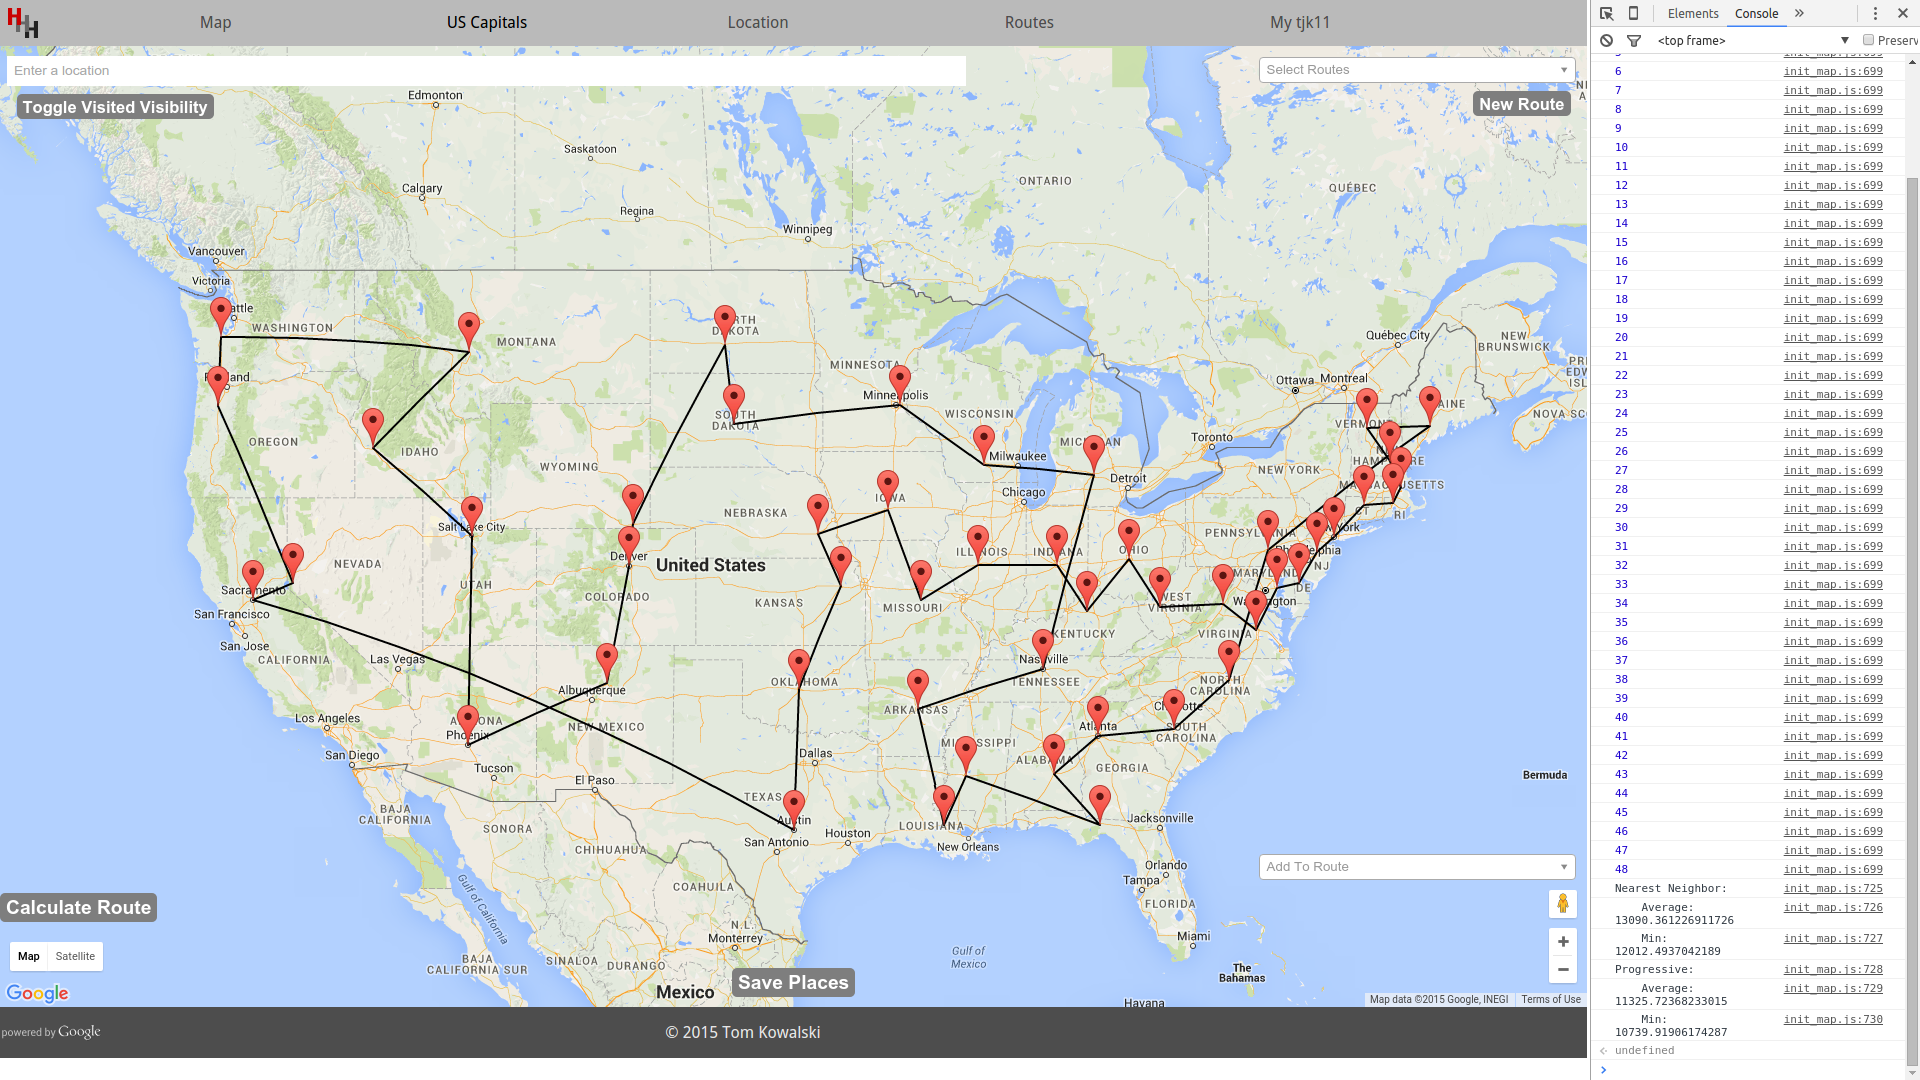 H
H
Map
US Capitals
Location
Routes
My tjk11
Enter a location
Select Routes
Toggle Visited Visibility
New Route
Edmonton
Saskatoon
Calgary
Regina
ONTARIO
QUÉBEC
Winnipeg
Vancouver
Victoria
attle
WASHINGTON
MONTANA
RTH
DAKOTA
Québec City
NEW
BRUNSWICK
MINNESOTA
Ottawa
Montreal
P land
Minneapolis
AINE
NOVA SC
SOUTH
DAKOTA
WISCONSIN
VERMON
OREGON
IDAHO
MICHIGAN
Toronto
Milwaukee
HAMPSHIRE
WYOMING
NEW YORK
Detroit
Chicago
MASSACHUSETTS
IOWA
NEBRASKA
CT
RI
Salt Lake City
PENNSYLVANIA
w York
Denver
ILLINOIS
INDIANA
OHIO
Philadelphia
NEVADA
United States
MARYLAND
NJ
UTAH
Sacramento
COLORADO
KANSAS
MISSOURI
WEST
VIRGINIA
DE
Washington
San Francisco
KENTUCKY
VIRGINIA
San Jose
CALIFORNIA
Las Vegas
Nashville
TENNESSEE
NORTH
CAROLINA
Albuquerque
OKLAHOMA
ARKANSAS
Los Angeles
ARIZONA
Phoenix
NEW MEXICO
Atlanta
Charlotte
SOUTH
CAROLINA
San Diego
Dallas
MISSISSIPPI
ALABAMA
GEORGIA
Tucson
El Paso
Bermuda
TEXAS
BAJA
CALIFORNIA
SONORA
Austin
LOUISIANA
Jacksonville
Houston
San Antonio
New Orleans
CHIHUAHUA
Orlando
Tampa
COAHUILA
FLORIDA
Gulf of California
N.L.
Monterrey
Miami
Gulf of
Mexico
BAJA
CALIFORNIA SUR
SINALOA
DURANGO
The
Bahamas
Mexico
Havana
Add To Route
Calculate Route
Map
Satellite
Save Places
+
−
Google
Map data ©2015 Google, INEGI
Terms of Use
powered by Google
© 2015 Tom Kowalski
Elements
Console
<top frame>
Preserv
6 init_map.js:699
7 init_map.js:699
8 init_map.js:699
9 init_map.js:699
10 init_map.js:699
11 init_map.js:699
12 init_map.js:699
13 init_map.js:699
14 init_map.js:699
15 init_map.js:699
16 init_map.js:699
17 init_map.js:699
18 init_map.js:699
19 init_map.js:699
20 init_map.js:699
21 init_map.js:699
22 init_map.js:699
23 init_map.js:699
24 init_map.js:699
25 init_map.js:699
26 init_map.js:699
27 init_map.js:699
28 init_map.js:699
29 init_map.js:699
30 init_map.js:699
31 init_map.js:699
32 init_map.js:699
33 init_map.js:699
34 init_map.js:699
35 init_map.js:699
36 init_map.js:699
37 init_map.js:699
38 init_map.js:699
39 init_map.js:699
40 init_map.js:699
41 init_map.js:699
42 init_map.js:699
43 init_map.js:699
44 init_map.js:699
45 init_map.js:699
46 init_map.js:699
47 init_map.js:699
48 init_map.js:699
Nearest Neighbor: init_map.js:725
Average: init_map.js:726
13090.361226911726
Min: init_map.js:727
12012.4937042189
Progressive: init_map.js:728
Average: init_map.js:729
11325.72368233015
Min: init_map.js:730
10739.91906174287
undefined